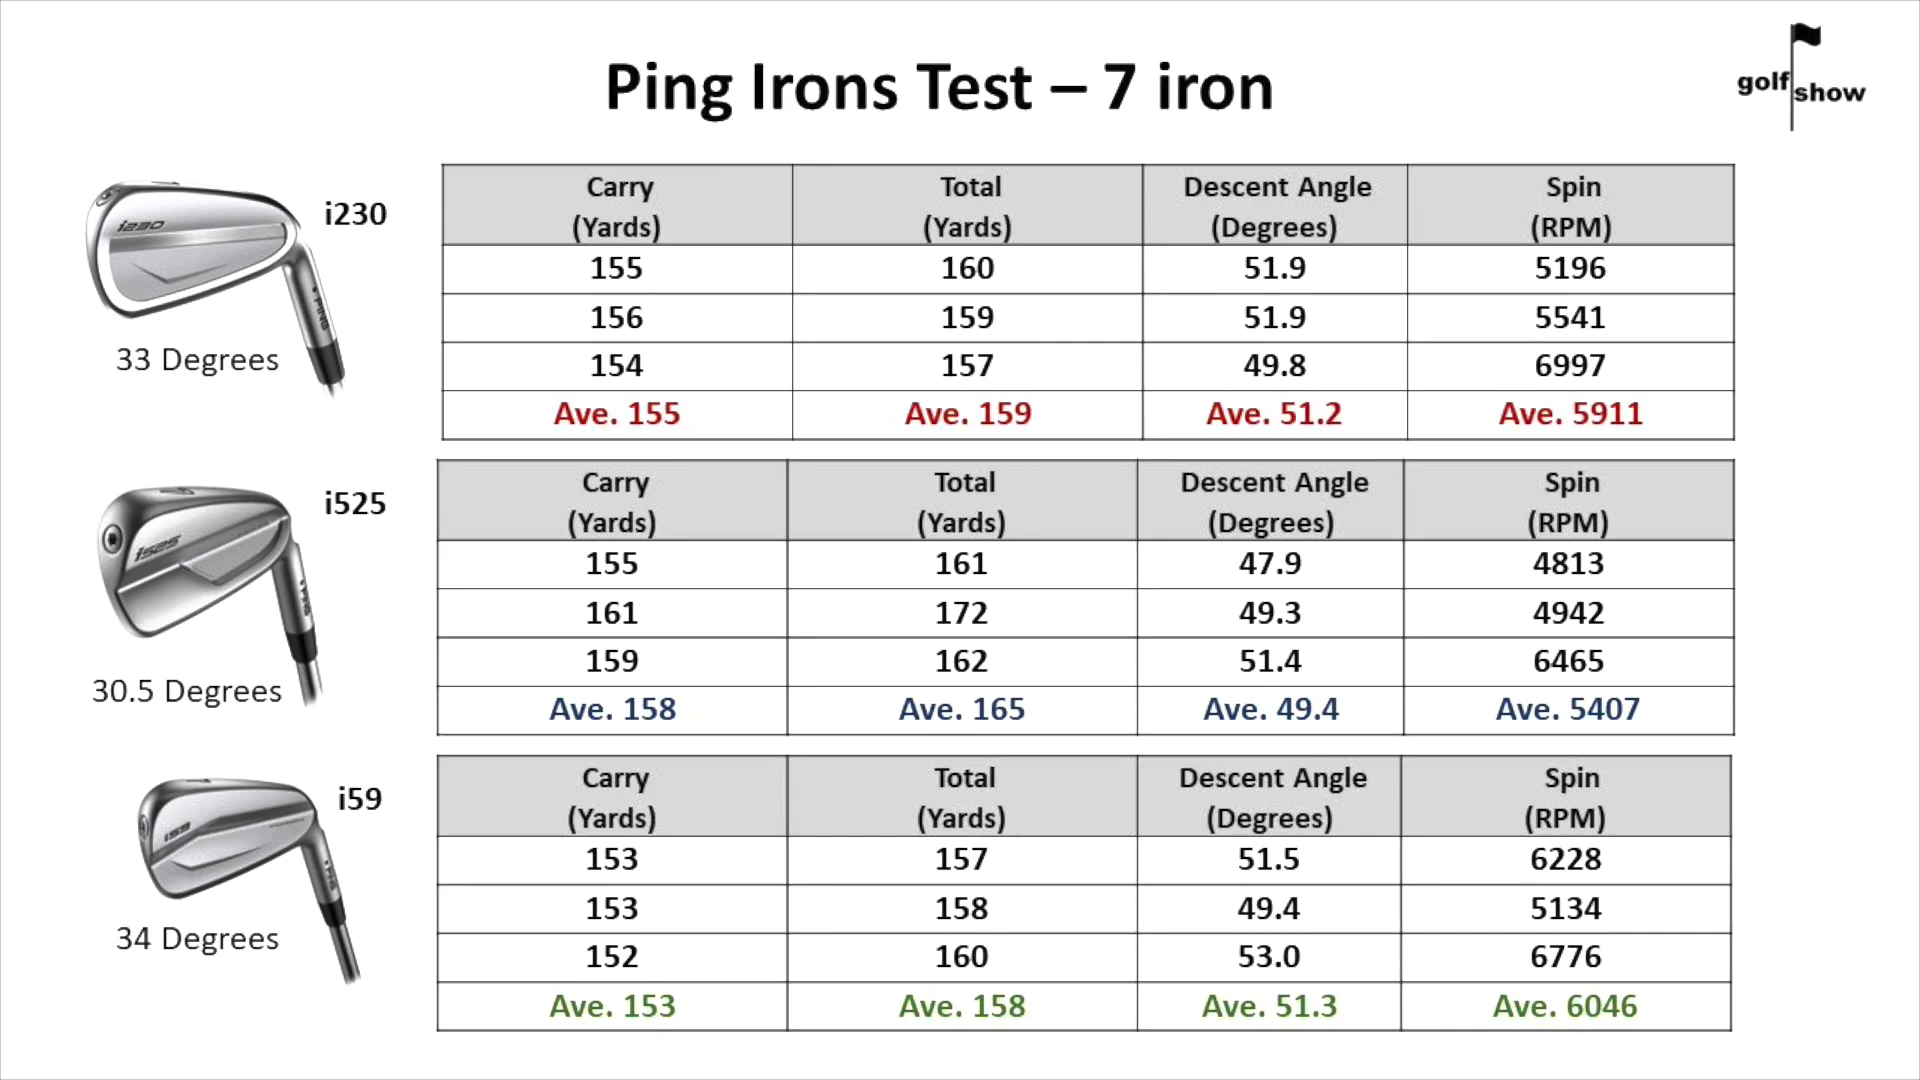 Ping Irons Test – 7 iron
golf show
i230
i230
PING
33 Degrees
Carry (Yards) Total (Yards) Descent Angle (Degrees) Spin (RPM)
155 160 51.9 5196
156 159 51.9 5541
154 157 49.8 6997
Ave. 155 Ave. 159 Ave. 51.2 Ave. 5911
i525
i525
PING
30.5 Degrees
Carry (Yards) Total (Yards) Descent Angle (Degrees) Spin (RPM)
155 161 47.9 4813
161 172 49.3 4942
159 162 51.4 6465
Ave. 158 Ave. 165 Ave. 49.4 Ave. 5407
i59
i59
PING
34 Degrees
Carry (Yards) Total (Yards) Descent Angle (Degrees) Spin (RPM)
153 157 51.5 6228
153 158 49.4 5134
152 160 53.0 6776
Ave. 153 Ave. 158 Ave. 51.3 Ave. 6046